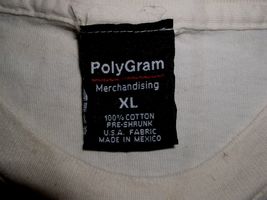 PolyGram
Merchandising
XL
100% COTTON
PRE-SHRUNK
U.S.A. FABRIC
MADE IN MEXICO